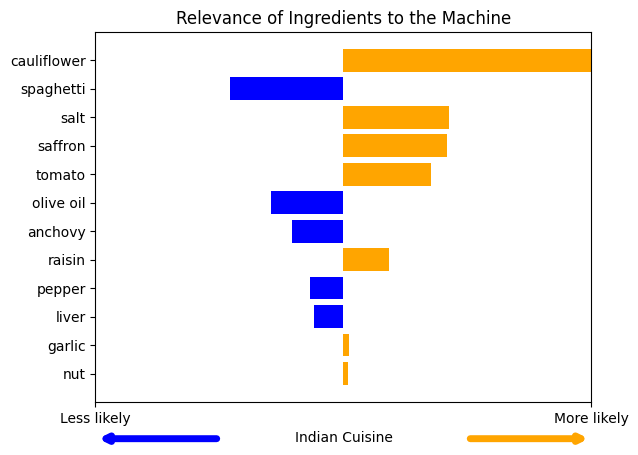 Relevance of Ingredients to the Machine
cauliflower
spaghetti
salt
saffron
tomato
olive oil
anchovy
raisin
pepper
liver
garlic
nut
Less likely
More likely
Indian Cuisine